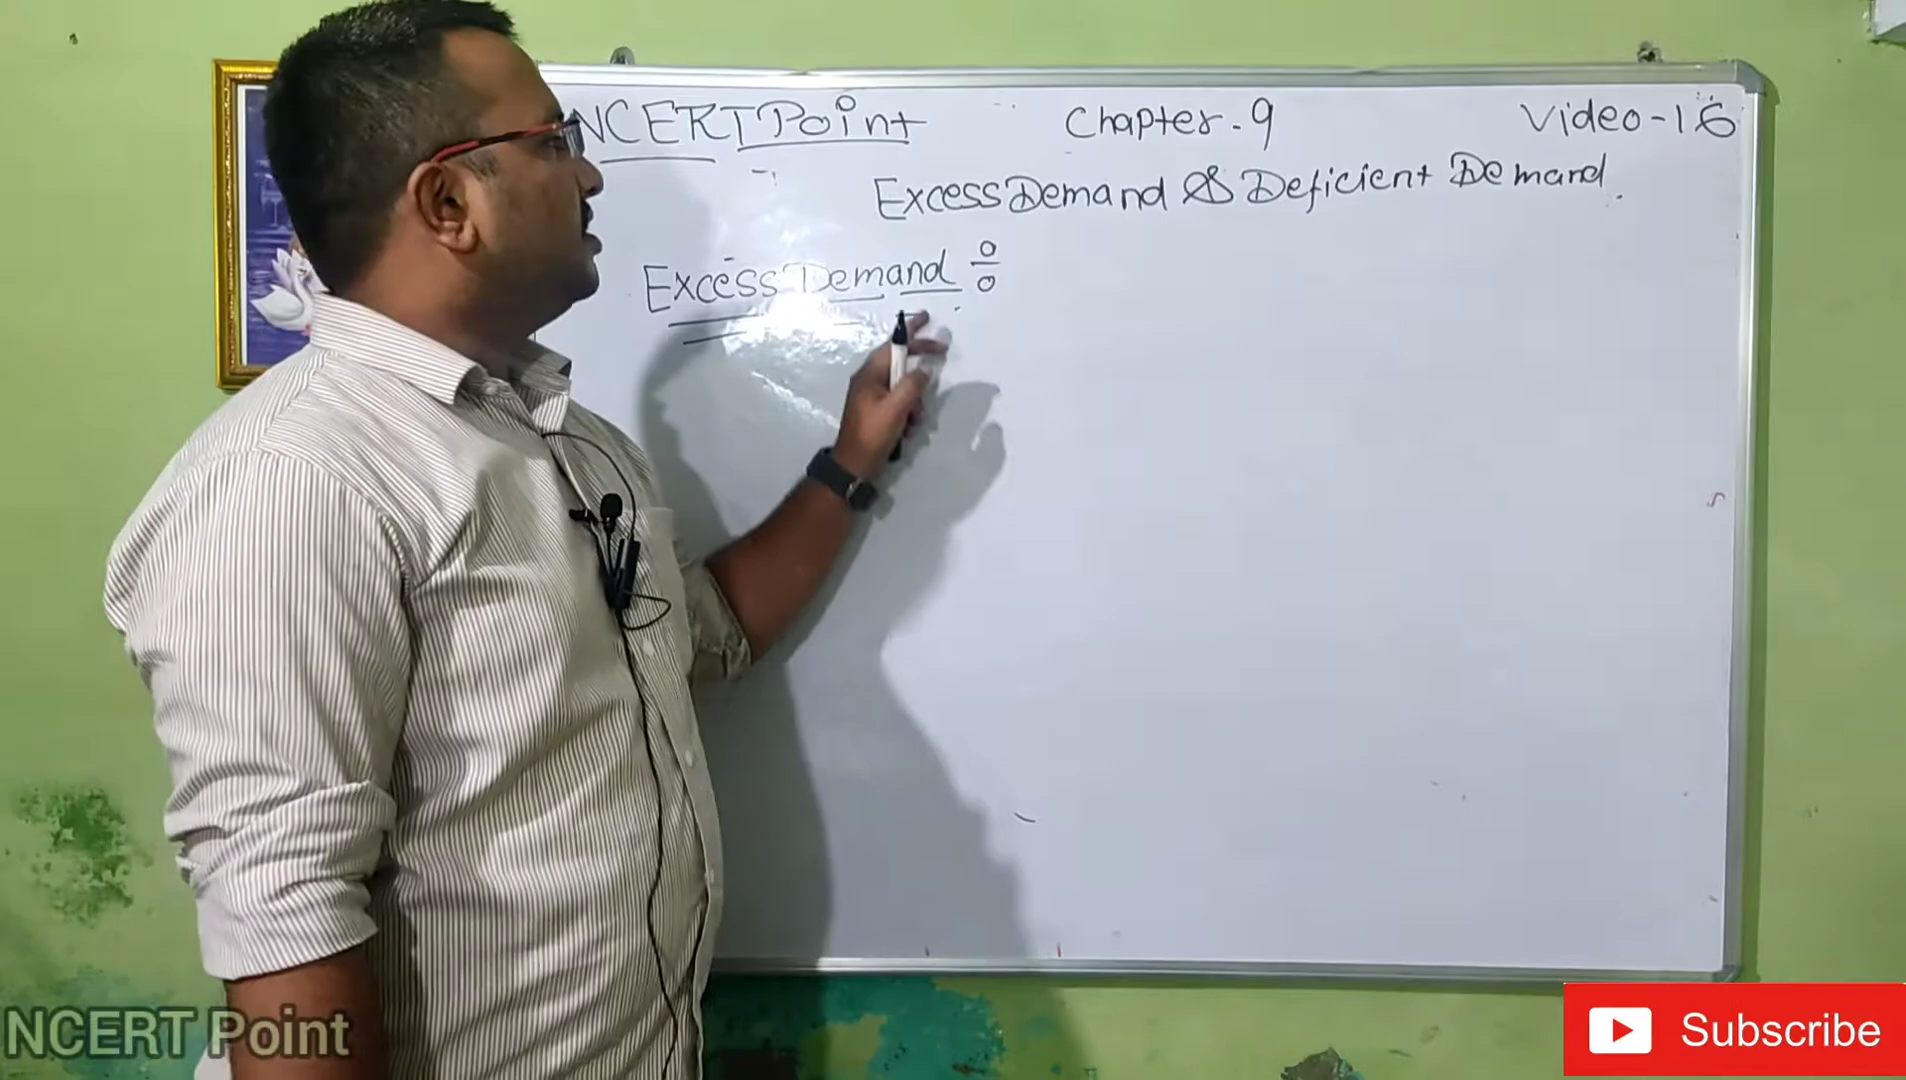 NCERT Point Chapter-9 Video-16
Excess Demand & Deficient Demand.
Excess Demand :-
NCERT Point
Subscribe